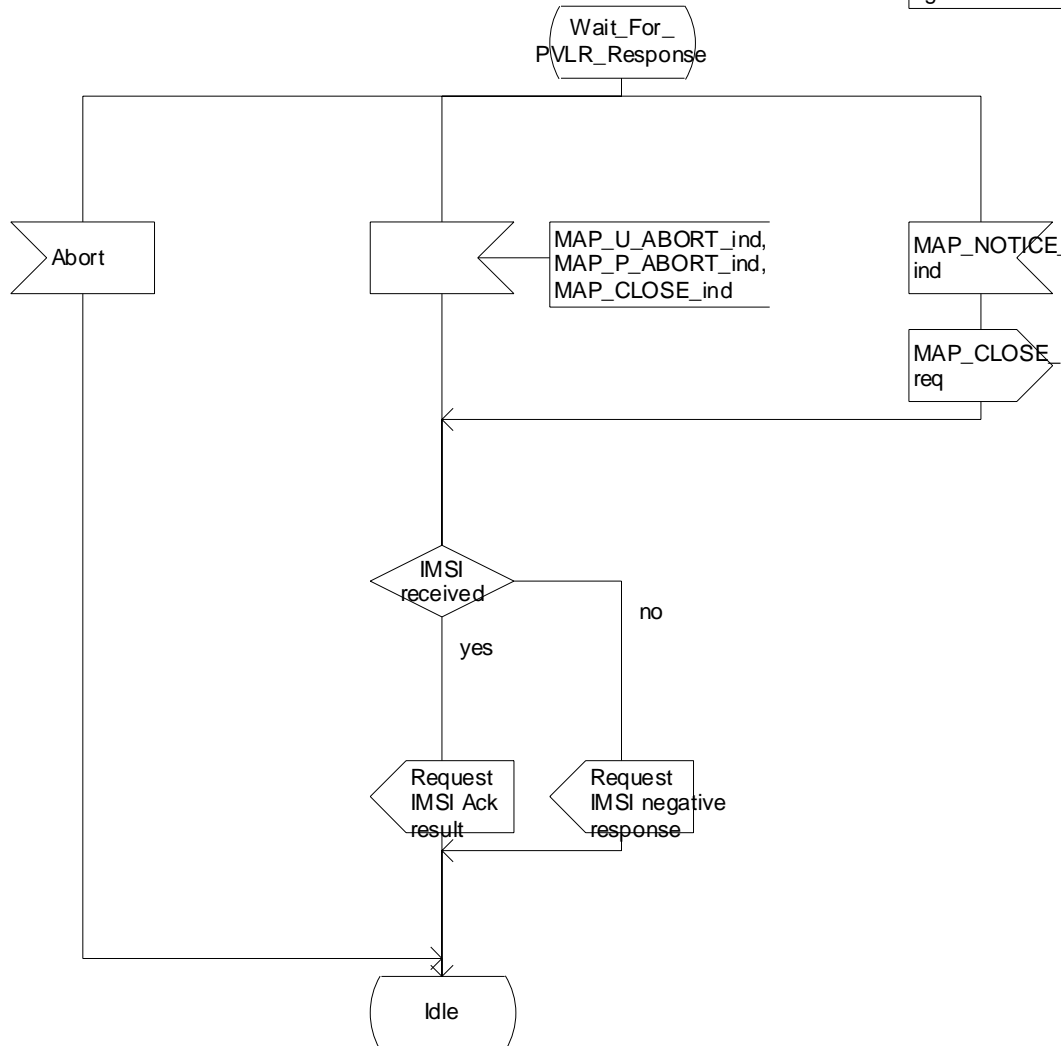 Wait_For_
PVLR_Response
Abort
MAP_U_ABORT_ind,
MAP_P_ABORT_ind,
MAP_CLOSE_ind
MAP_NOTICE_
ind
MAP_CLOSE_
req
IMSI
received
no
yes
Request
IMSI Ack
result
Request
IMSI negative
response
Idle